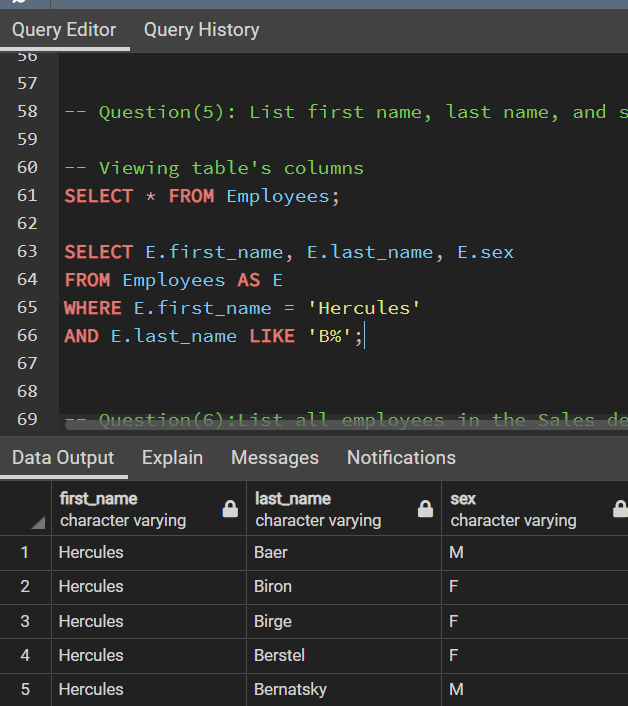 Query Editor Query History
56
57
58 -- Question(5): List first name, last name, and s
59
60 -- Viewing table's columns
61 SELECT * FROM Employees;
62
63 SELECT E.first_name, E.last_name, E.sex
64 FROM Employees AS E
65 WHERE E.first_name = 'Hercules'
66 AND E.last_name LIKE 'B%';
67
68
69 -- Question(6):List all employees in the Sales de
Data Output Explain Messages Notifications
first_name last_name sex
character varying character varying character varying
1 Hercules Baer M
2 Hercules Biron F
3 Hercules Birge F
4 Hercules Berstel F
5 Hercules Bernatsky M